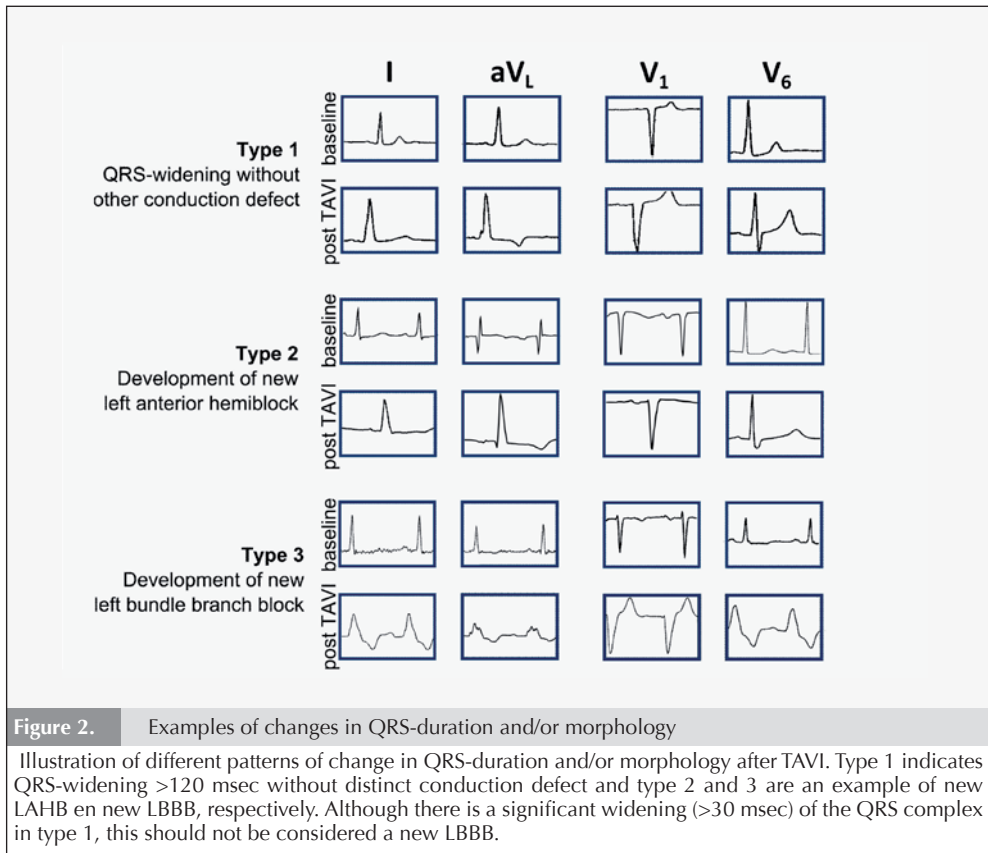 I aVL V1 V6
Type 1
QRS-widening without
other conduction defect
baseline
post TAVI
Type 2
Development of new
left anterior hemiblock
baseline
post TAVI
Type 3
Development of new
left bundle branch block
baseline
post TAVI
Figure 2. Examples of changes in QRS-duration and/or morphology
Illustration of different patterns of change in QRS-duration and/or morphology after TAVI. Type 1 indicates
QRS-widening >120 msec without distinct conduction defect and type 2 and 3 are an example of new
LAHB en new LBBB, respectively. Although there is a significant widening (>30 msec) of the QRS complex
in type 1, this should not be considered a new LBBB.